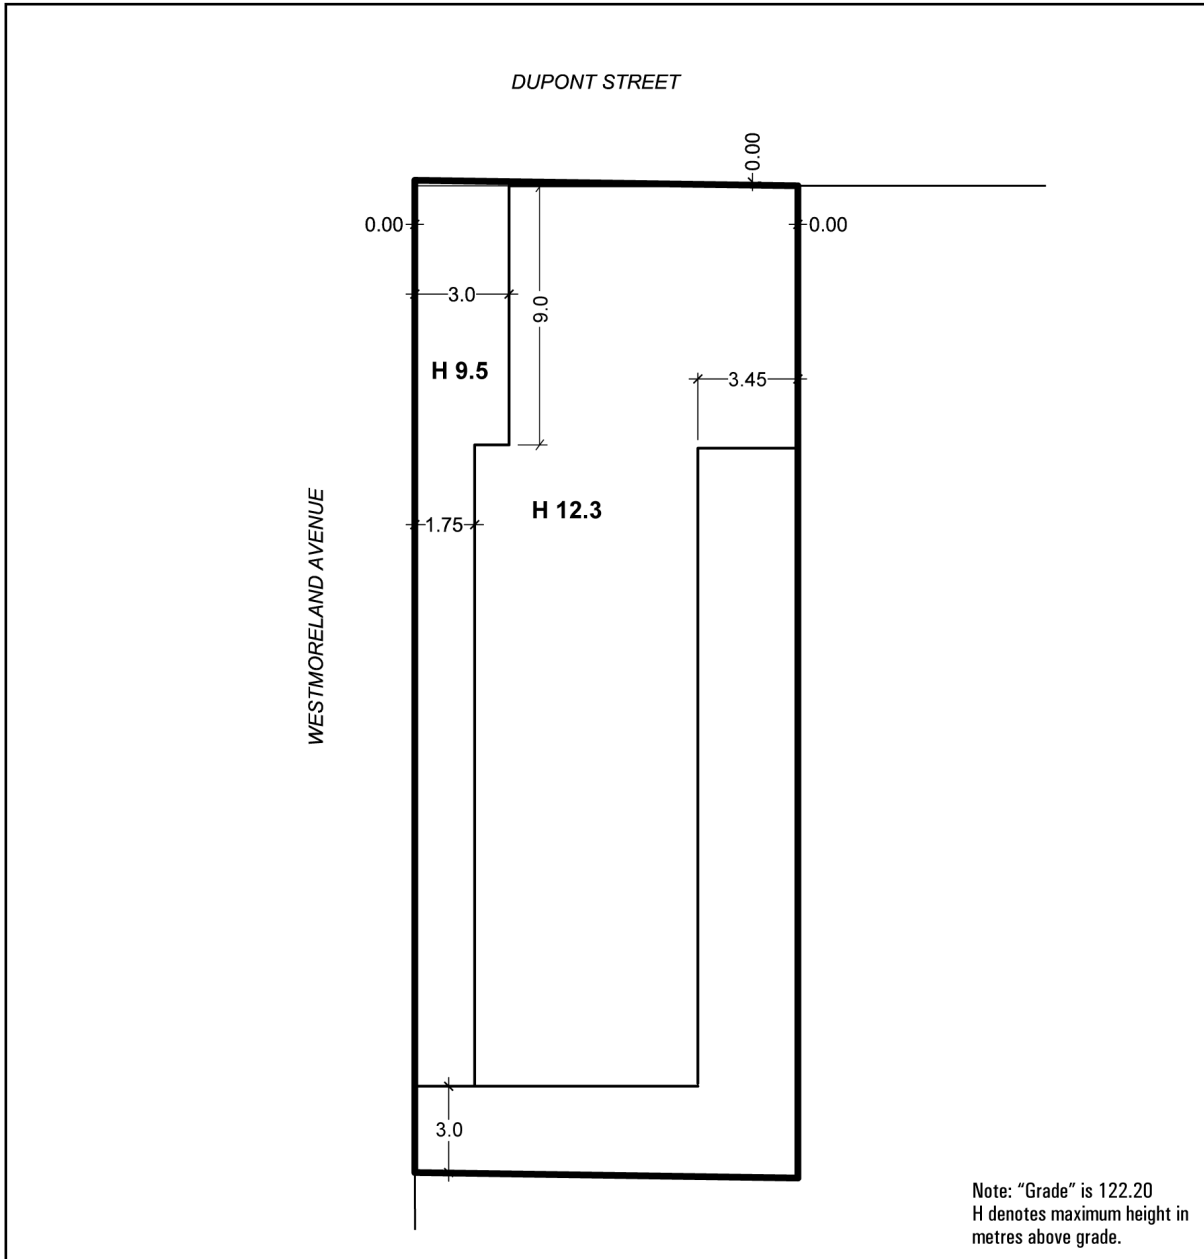 DUPONT STREET
0.00
0.00
0.00
3.0
9.0
H 9.5
3.45
H 12.3
1.75
WESTMORELAND AVENUE
3.0
Note: “Grade” is 122.20
H denotes maximum height in
metres above grade.